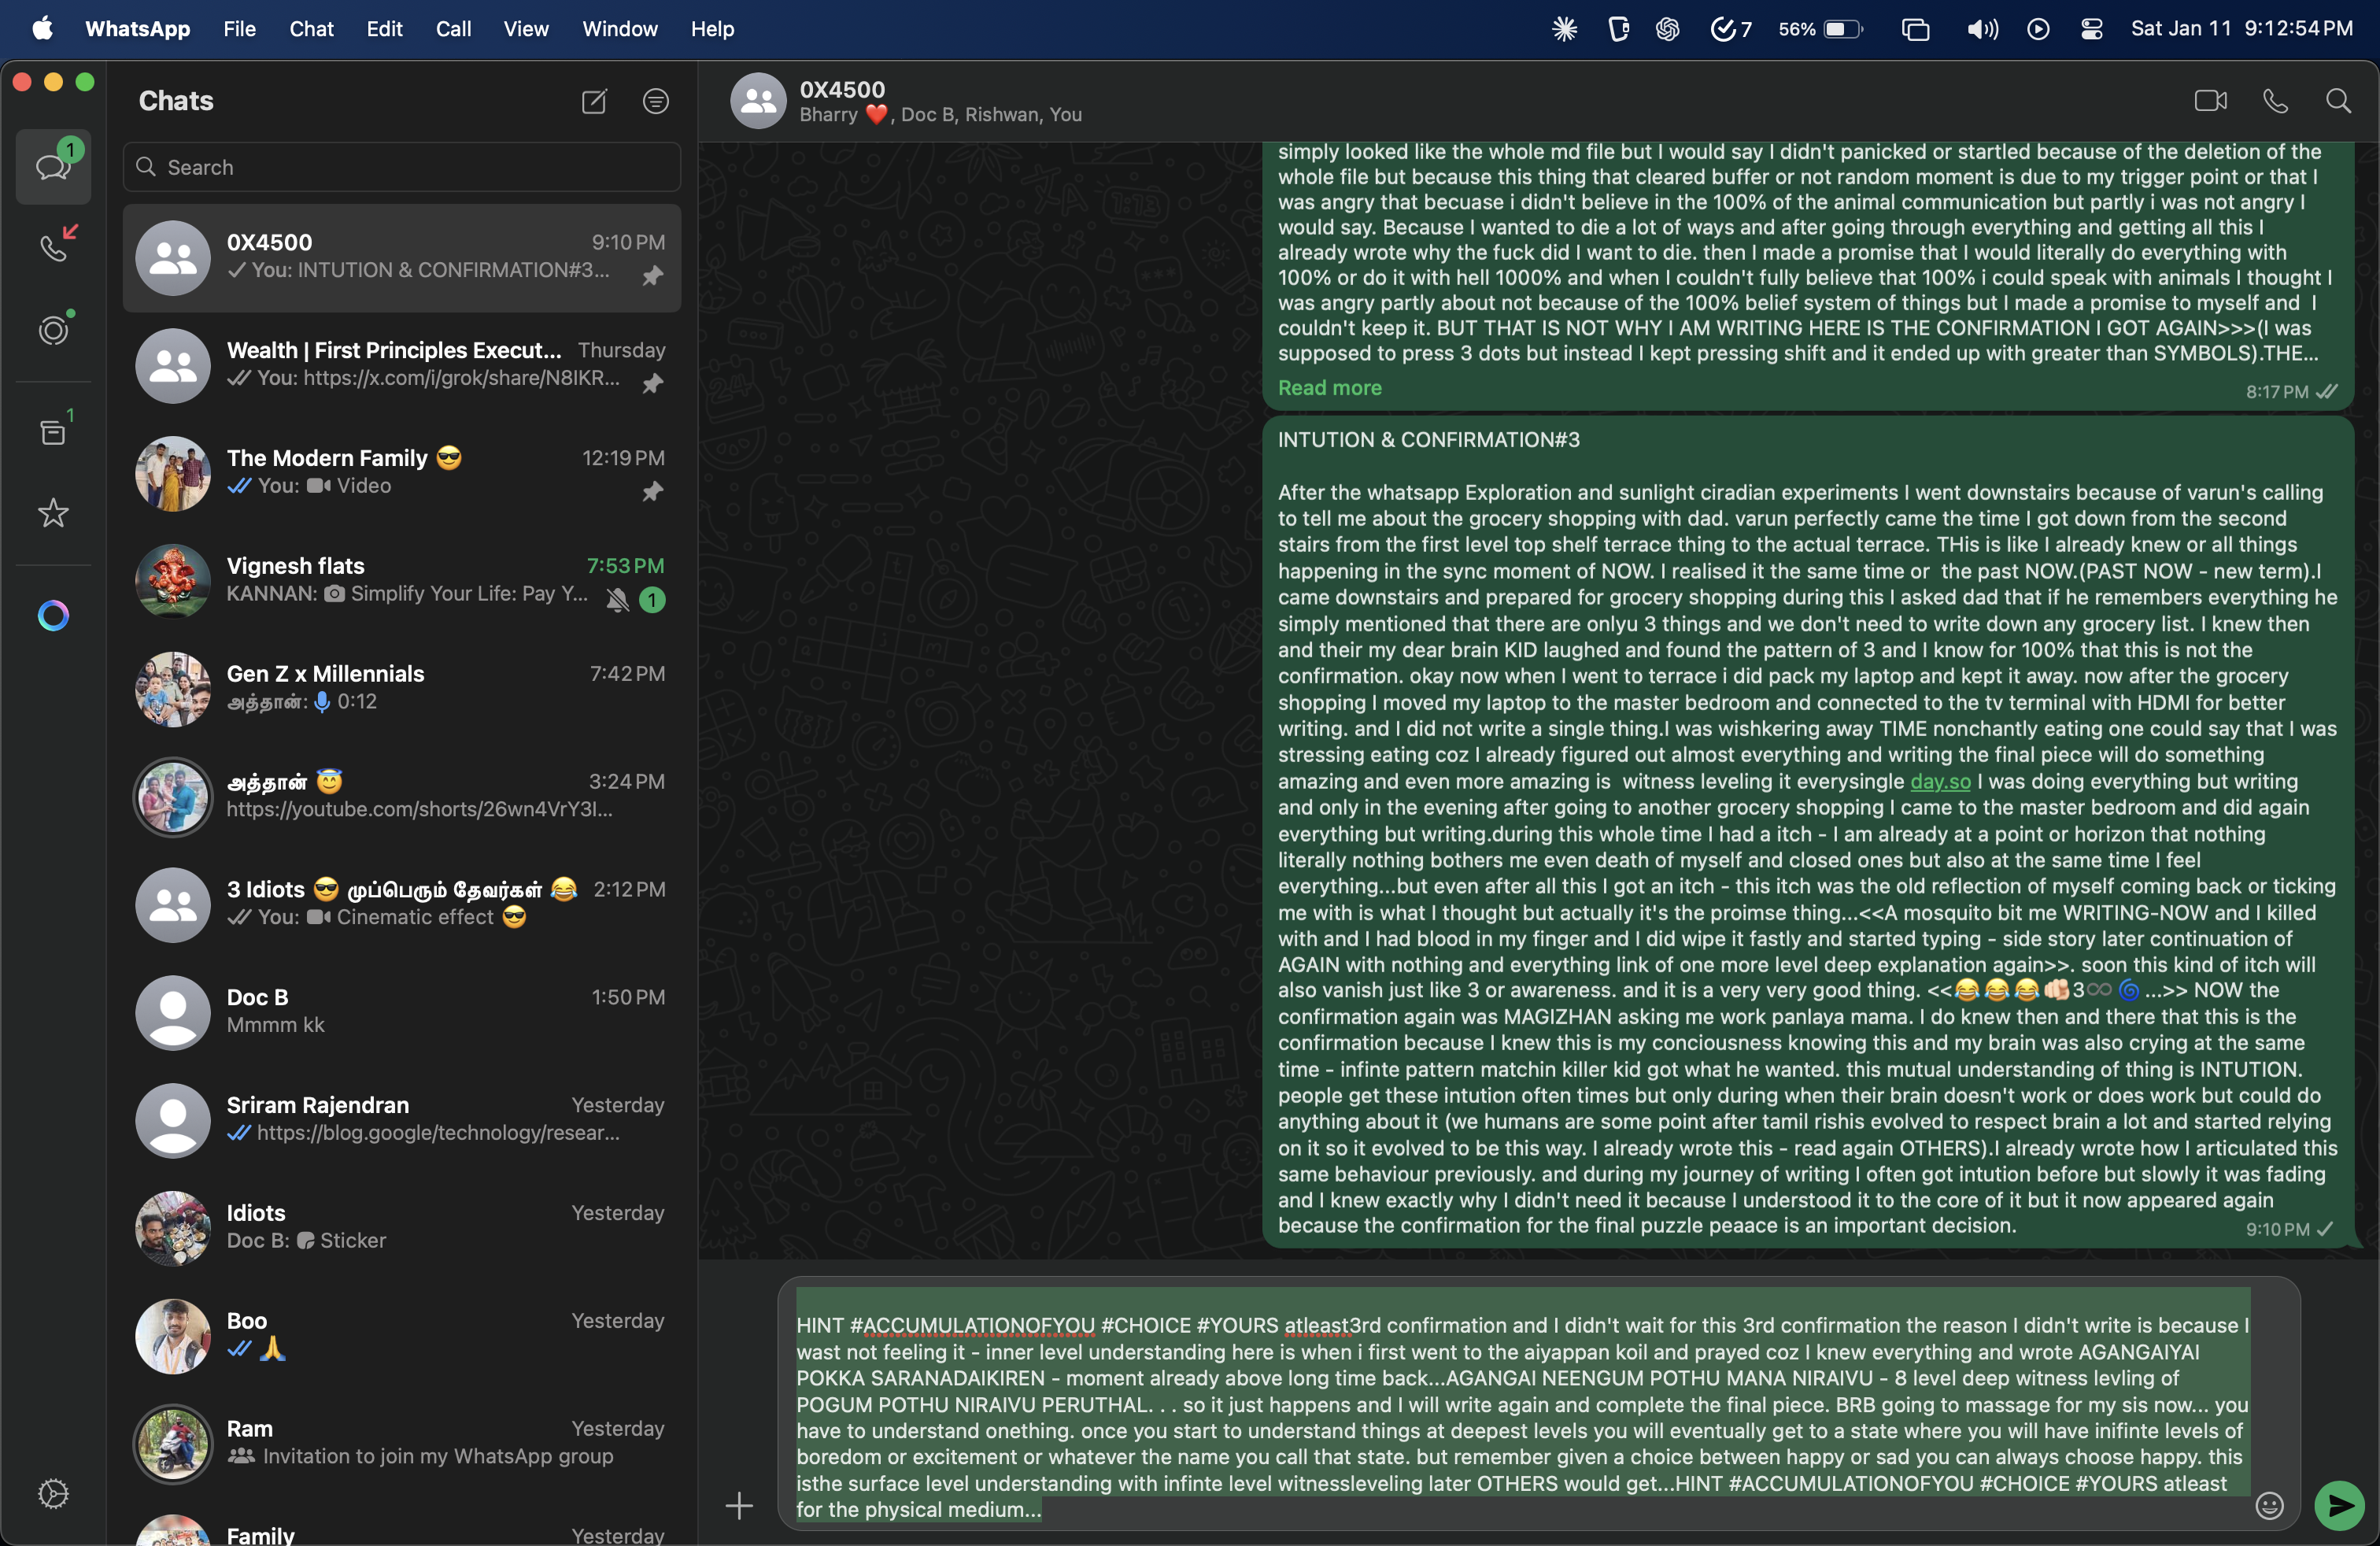 WhatsApp File Chat Edit Call View Window Help
7 56% Sat Jan 11 9:12:54 PM
Chats
Search
1
1
0X4500 9:10 PM
You: INTUTION & CONFIRMATION#3...
Wealth | First Principles Execut... Thursday
You: https://x.com/i/grok/share/N8IKR...
The Modern Family 😎 12:19 PM
You: Video
Vignesh flats 7:53 PM
KANNAN: Simplify Your Life: Pay Y... 1
Gen Z x Millennials 7:42 PM
அத்தான்: 0:12
அத்தான் 😇 3:24 PM
https://youtube.com/shorts/26wn4VrY3I...
3 Idiots 😎 முப்பெரும் தேவர்கள் 😂 2:12 PM
You: Cinematic effect 😎
Doc B 1:50 PM
Mmmm kk
Sriram Rajendran Yesterday
https://blog.google/technology/resear...
Idiots Yesterday
Doc B: Sticker
Boo Yesterday
🙏
Ram Yesterday
Invitation to join my WhatsApp group
Family Yesterday
0X4500
Bharry ❤️, Doc B, Rishwan, You
simply looked like the whole md file but I would say I didn't panicked or startled because of the deletion of the
whole file but because this thing that cleared buffer or not random moment is due to my trigger point or that I
was angry that becuase i didn't believe in the 100% of the animal communication but partly i was not angry I
would say. Because I wanted to die a lot of ways and after going through everything and getting all this I
already wrote why the fuck did I want to die. then I made a promise that I would literally do everything with
100% or do it with hell 1000% and when I couldn't fully believe that 100% i could speak with animals I thought I
was angry partly about not because of the 100% belief system of things but I made a promise to myself and I
couldn't keep it. BUT THAT IS NOT WHY I AM WRITING HERE IS THE CONFIRMATION I GOT AGAIN>>>(I was
supposed to press 3 dots but instead I kept pressing shift and it ended up with greater than SYMBOLS).THE...
Read more 8:17 PM
INTUTION & CONFIRMATION#3
After the whatsapp Exploration and sunlight ciradian experiments I went downstairs because of varun's calling
to tell me about the grocery shopping with dad. varun perfectly came the time I got down from the second
stairs from the first level top shelf terrace thing to the actual terrace. THis is like I already knew or all things
happening in the sync moment of NOW. I realised it the same time or the past NOW.(PAST NOW - new term).I
came downstairs and prepared for grocery shopping during this I asked dad that if he remembers everything he
simply mentioned that there are onlyu 3 things and we don't need to write down any grocery list. I knew then
and their my dear brain KID laughed and found the pattern of 3 and I know for 100% that this is not the
confirmation. okay now when I went to terrace i did pack my laptop and kept it away. now after the grocery
shopping I moved my laptop to the master bedroom and connected to the tv terminal with HDMI for better
writing. and I did not write a single thing.I was wishkering away TIME nonchantly eating one could say that I was
stressing eating coz I already figured out almost everything and writing the final piece will do something
amazing and even more amazing is witness leveling it everysingle day.so I was doing everything but writing
and only in the evening after going to another grocery shopping I came to the master bedroom and did again
everything but writing.during this whole time I had a itch - I am already at a point or horizon that nothing
literally nothing bothers me even death of myself and closed ones but also at the same time I feel
everything...but even after all this I got an itch - this itch was the old reflection of myself coming back or ticking
me with is what I thought but actually it's the proimse thing...<<A mosquito bit me WRITING-NOW and I killed
with and I had blood in my finger and I did wipe it fastly and started typing - side story later continuation of
AGAIN with nothing and everything link of one more level deep explanation again>>. soon this kind of itch will
also vanish just like 3 or awareness. and it is a very very good thing. <<😂😂😂🫵🏻3♾️🌀...>> NOW the
confirmation again was MAGIZHAN asking me work panlaya mama. I do knew then and there that this is the
confirmation because I knew this is my conciousness knowing this and my brain was also crying at the same
time - infinte pattern matchin killer kid got what he wanted. this mutual understanding of thing is INTUTION.
people get these intution often times but only during when their brain doesn't work or does work but could do
anything about it (we humans are some point after tamil rishis evolved to respect brain a lot and started relying
on it so it evolved to be this way. I already wrote this - read again OTHERS).I already wrote how I articulated this
same behaviour previously. and during my journey of writing I often got intution before but slowly it was fading
and I knew exactly why I didn't need it because I understood it to the core of it but it now appeared again
because the confirmation for the final puzzle peaace is an important decision. 9:10 PM
HINT #ACCUMULATIONOFYOU #CHOICE #YOURS atleast3rd confirmation and I didn't wait for this 3rd confirmation the reason I didn't write is because I
wast not feeling it - inner level understanding here is when i first went to the aiyappan koil and prayed coz I knew everything and wrote AGANGAIYAI
POKKA SARANADAIKIREN - moment already above long time back...AGANGAI NEENGUM POTHU MANA NIRAIVU - 8 level deep witness levling of
POGUM POTHU NIRAIVU PERUTHAL. . . so it just happens and I will write again and complete the final piece. BRB going to massage for my sis now... you
have to understand onething. once you start to understand things at deepest levels you will eventually get to a state where you will have inifinte levels of
boredom or excitement or whatever the name you call that state. but remember given a choice between happy or sad you can always choose happy. this
isthe surface level understanding with infinte level witnessleveling later OTHERS would get...HINT #ACCUMULATIONOFYOU #CHOICE #YOURS atleast
for the physical medium...